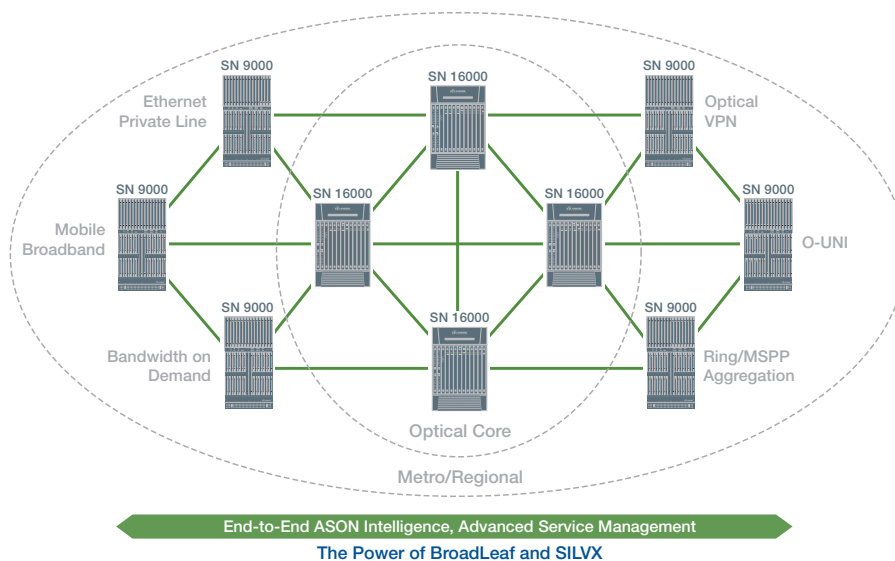 SN 9000
SN 16000
SN 9000
Ethernet
Private Line
Optical
VPN
SN 9000
SN 16000
SN 16000
SN 9000
Mobile
Broadband
O-UNI
SN 9000
SN 16000
SN 9000
Bandwidth on
Demand
Ring/MSPP
Aggregation
Optical Core
Metro/Regional
End-to-End ASON Intelligence, Advanced Service Management
The Power of BroadLeaf and SILVX